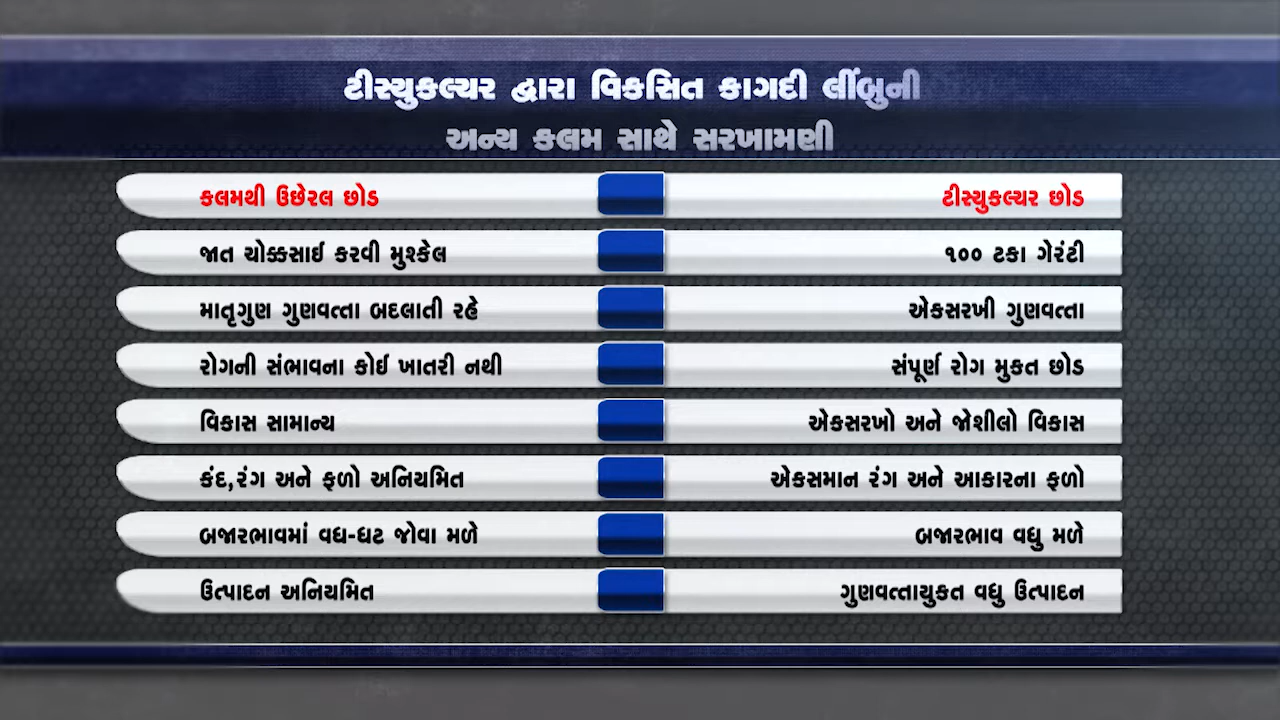 ટીસ્યુકલ્ચર દ્વારા વિકસિત કાગદી લીંબુની
અન્ય કલમ સાથે સરખામણી
કલમથી ઉછેરલ છોડ ટીસ્યુકલ્ચર છોડ
જાત ચોક્કસાઈ કરવી મુશ્કેલ ૧૦૦ ટકા ગેરંટી
માતૃગુણ ગુણવત્તા બદલાતી રહે એકસરખી ગુણવત્તા
રોગની સંભાવના કોઈ ખાતરી નથી સંપૂર્ણ રોગ મુકત છોડ
વિકાસ સામાન્ય એકસરખો અને જોશીલો વિકાસ
કંદ,રંગ અને ફળો અનિયમિત એકસમાન રંગ અને આકારના ફળો
બજારભાવમાં વધ-ઘટ જોવા મળે બજારભાવ વધુ મળે
ઉત્પાદન અનિયમિત ગુણવત્તાયુકત વધુ ઉત્પાદન